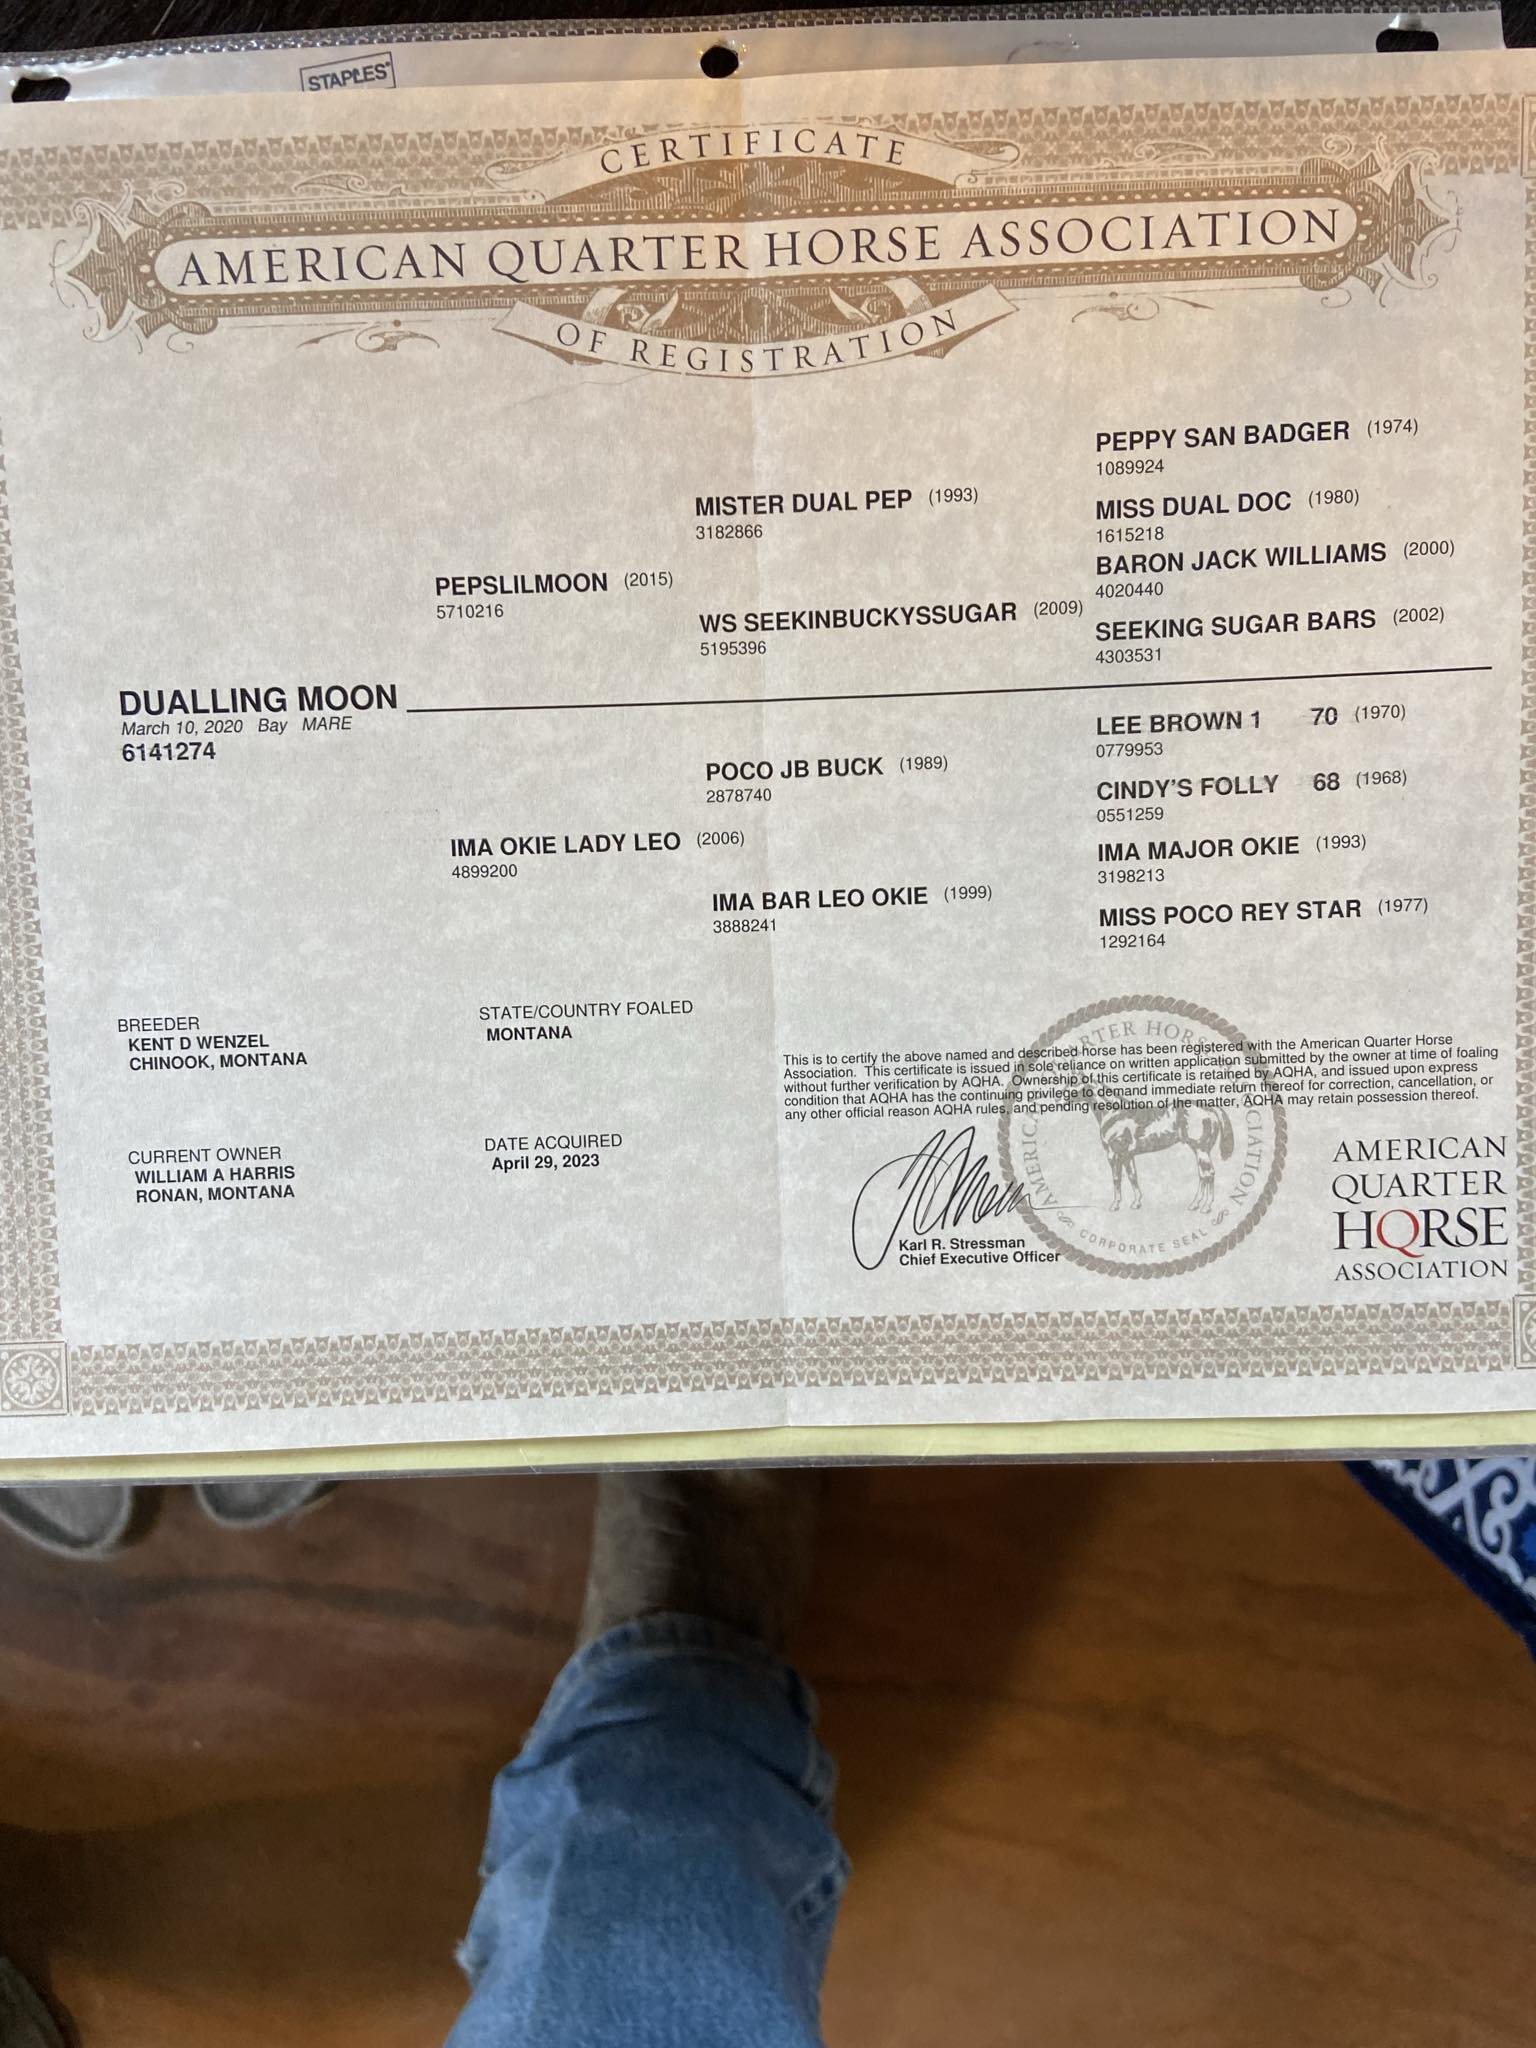 STAPLES
CERTIFICATE
AMERICAN QUARTER HORSE ASSOCIATION
OF REGISTRATION
PEPPY SAN BADGER (1974)
1089924
MISTER DUAL PEP (1993)
3182866
MISS DUAL DOC (1980)
1615218
PEPSLILMOON (2015)
5710216
BARON JACK WILLIAMS (2000)
4020440
WS SEEKINBUCKYSSUGAR (2009)
5195396
SEEKING SUGAR BARS (2002)
4303531
DUALLING MOON
March 10, 2020 Bay MARE
6141274
LEE BROWN 1 70 (1970)
0779953
POCO JB BUCK (1989)
2878740
CINDY'S FOLLY 68 (1968)
0551259
IMA OKIE LADY LEO (2006)
4899200
IMA MAJOR OKIE (1993)
3198213
IMA BAR LEO OKIE (1999)
3888241
MISS POCO REY STAR (1977)
1292164
BREEDER
KENT D WENZEL
CHINOOK, MONTANA
STATE/COUNTRY FOALED
MONTANA
CURRENT OWNER
WILLIAM A HARRIS
RONAN, MONTANA
DATE ACQUIRED
April 29, 2023
This is to certify the above named and described horse has been registered with the American Quarter Horse
Association. This certificate is issued in sole reliance on written application submitted by the owner at time of foaling
without further verification by AQHA. Ownership of this certificate is retained by AQHA, and issued upon express
condition that AQHA has the continuing privilege to demand immediate return thereof for correction, cancellation, or
any other official reason AQHA rules, and pending resolution of the matter, AQHA may retain possession thereof.
AMERICAN QUARTER HORSE ASSOCIATION
CORPORATE SEAL
Karl R. Stressman
Chief Executive Officer
AMERICAN
QUARTER
HORSE
ASSOCIATION